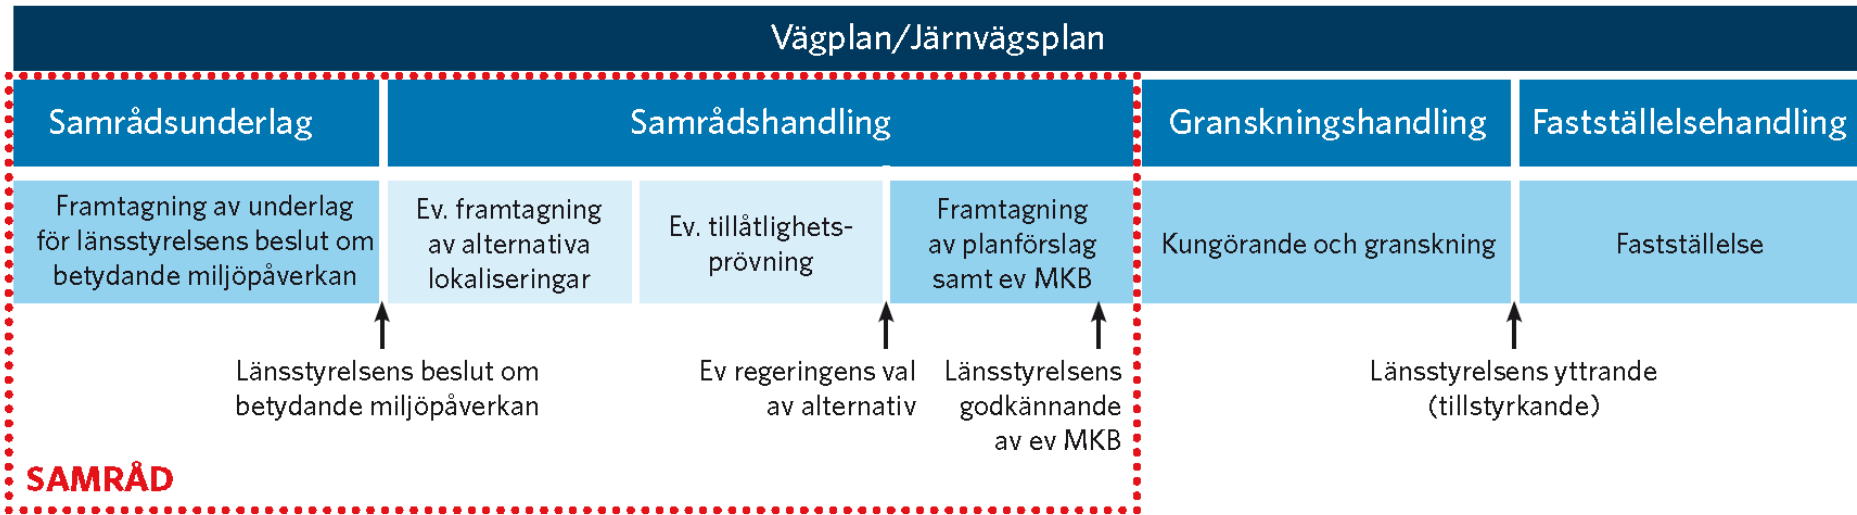 Vägplan/Järnvägsplan
Samrådsunderlag
Samrådshandling
Granskningshandling
Fastställelsehandling
Framtagning av underlag
för länsstyrelsens beslut om
betydande miljöpåverkan
Ev. framtagning
av alternativa
lokaliseringar
Ev. tillåtlighets-
prövning
Framtagning
av planförslag
samt ev MKB
Kungörande och granskning
Fastställelse
Länsstyrelsens beslut om
betydande miljöpåverkan
Ev regeringens val
av alternativ
Länsstyrelsens
godkännande
av ev MKB
Länsstyrelsens yttrande
(tillstyrkande)
SAMRÅD